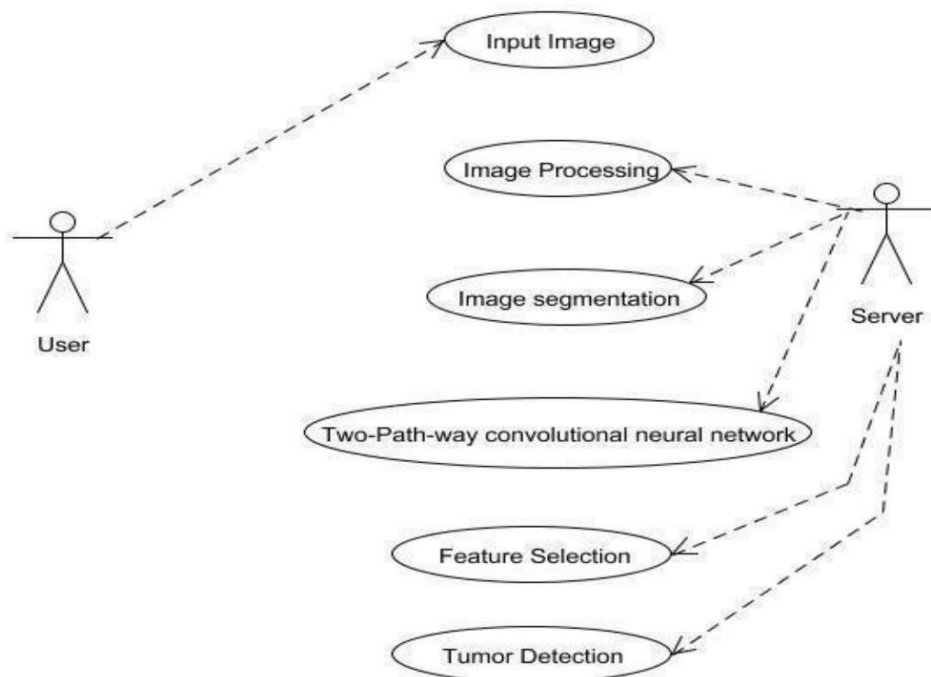 Input Image
Image Processing
Image segmentation
User
Server
Two-Path-way convolutional neural network
Feature Selection
Tumor Detection